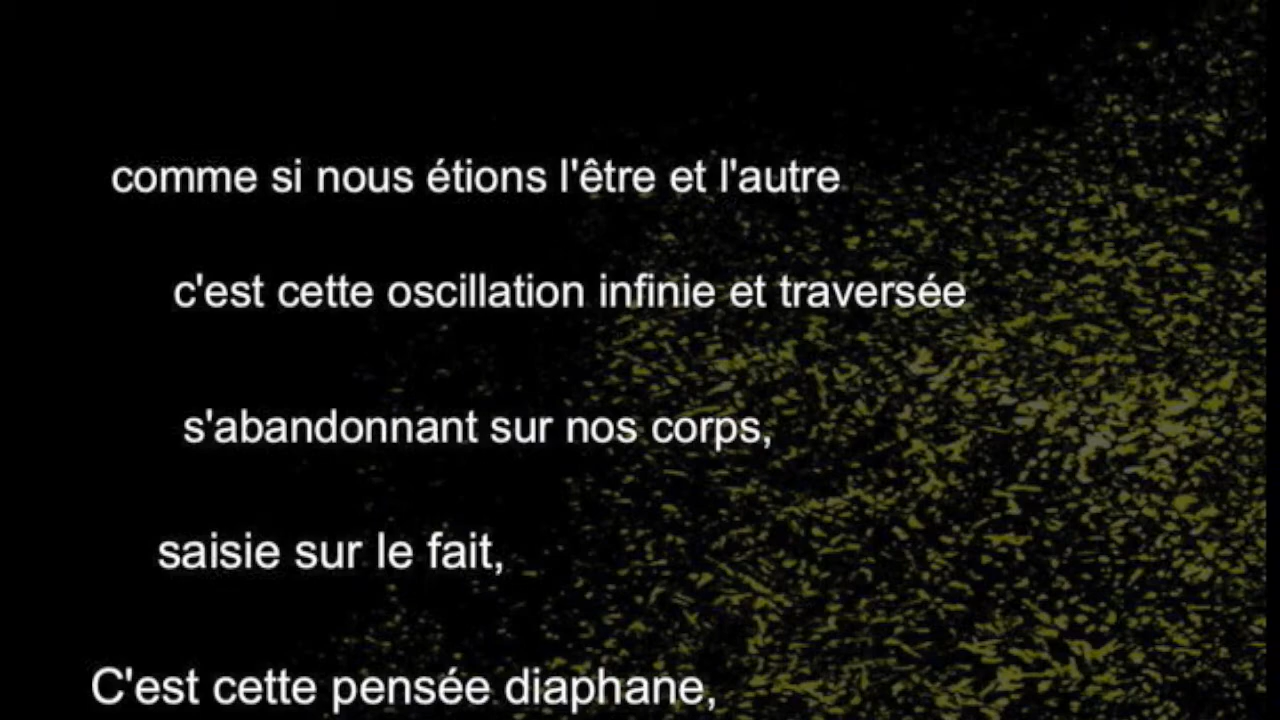 comme si nous étions l'être et l'autre
c'est cette oscillation infinie et traversée
s'abandonnant sur nos corps,
saisie sur le fait,
C'est cette pensée diaphane,